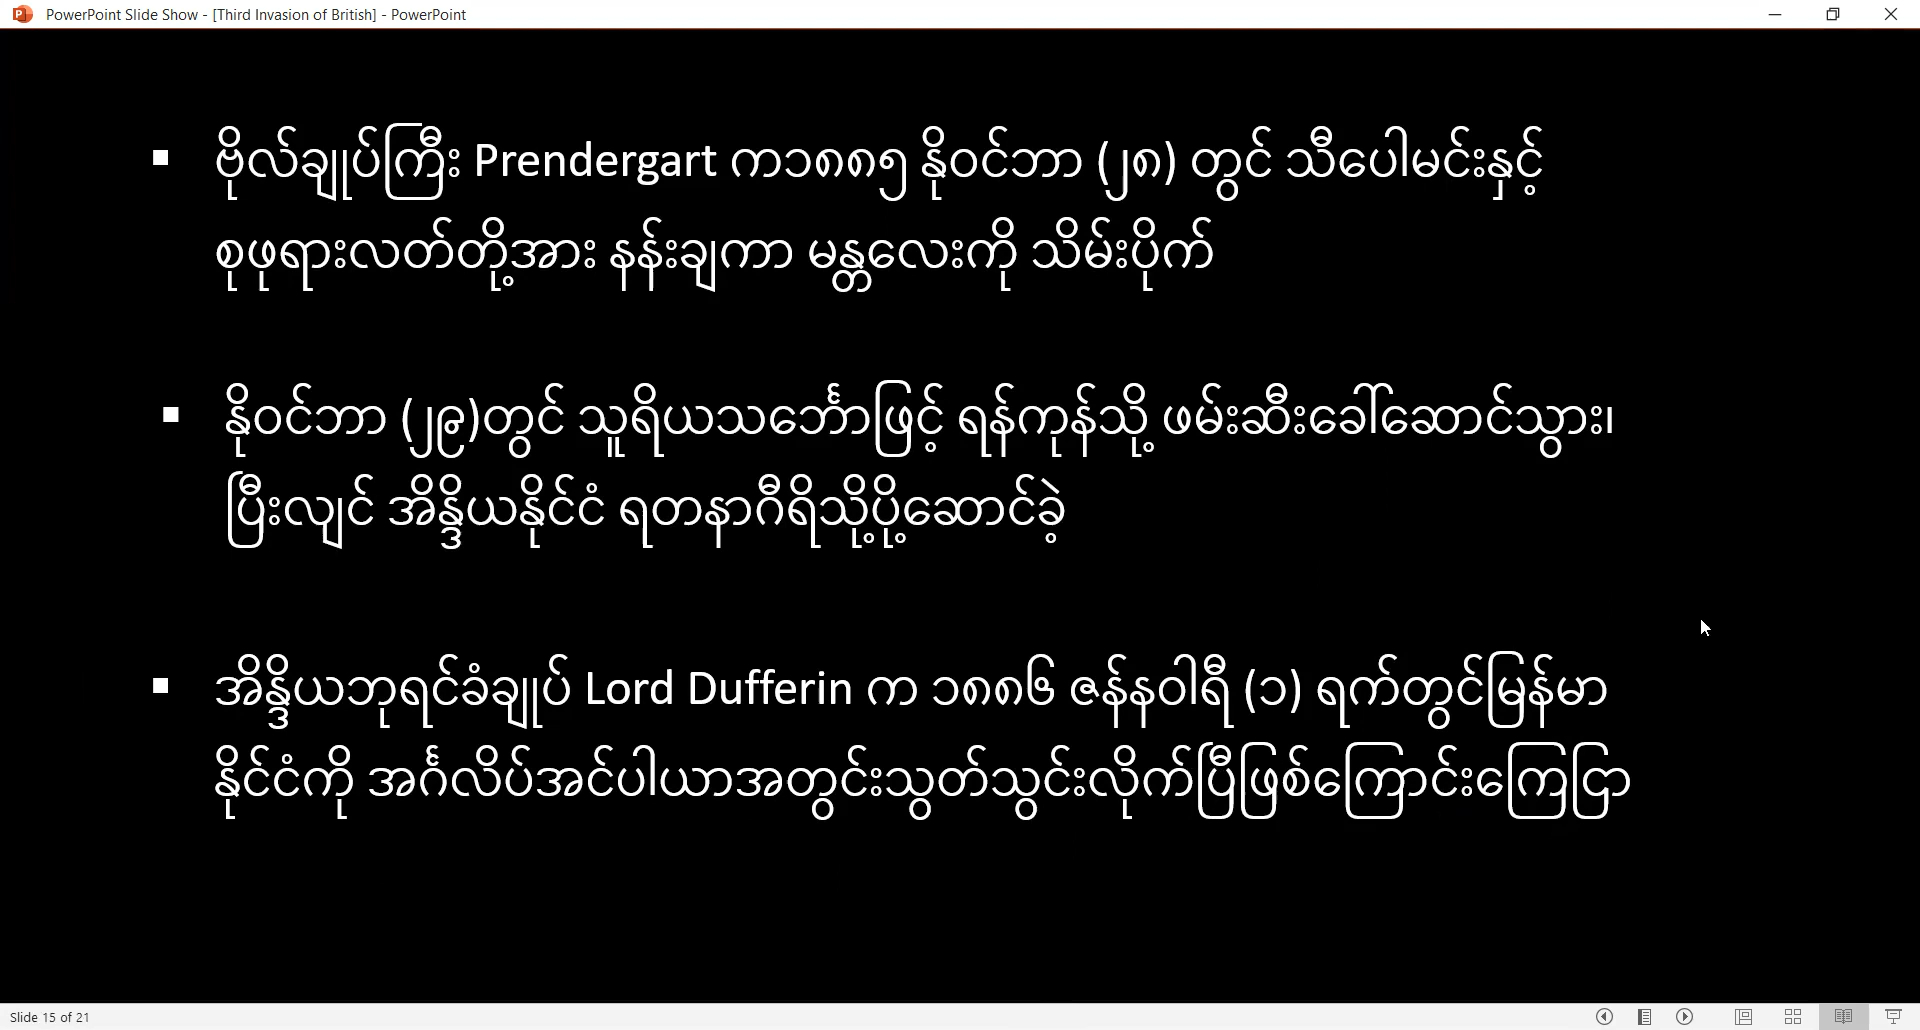 PowerPoint Slide Show - [Third Invasion of British] - PowerPoint
▪ ဗိုလ်ချုပ်ကြီး Prendergart က၁၈၈၅ နိုဝင်ဘာ (၂၈) တွင် သီပေါမင်းနှင့်
စုဖုရားလတ်တို့အား နန်းချကာ မန္တလေးကို သိမ်းပိုက်
▪ နိုဝင်ဘာ (၂၉)တွင် သူရိယသင်္ဘောဖြင့် ရန်ကုန်သို့ ဖမ်းဆီးခေါ်ဆောင်သွား၊
ပြီးလျင် အိန္ဒိယနိုင်ငံ ရတနာဂီရိသို့ပို့ဆောင်ခဲ့
▪ အိန္ဒိယဘုရင်ခံချုပ် Lord Dufferin က ၁၈၈၆ ဇန်နဝါရီ (၁) ရက်တွင်မြန်မာ
နိုင်ငံကို အင်္ဂလိပ်အင်ပါယာအတွင်းသွတ်သွင်းလိုက်ပြီဖြစ်ကြောင်းကြေငြာ
Slide 15 of 21